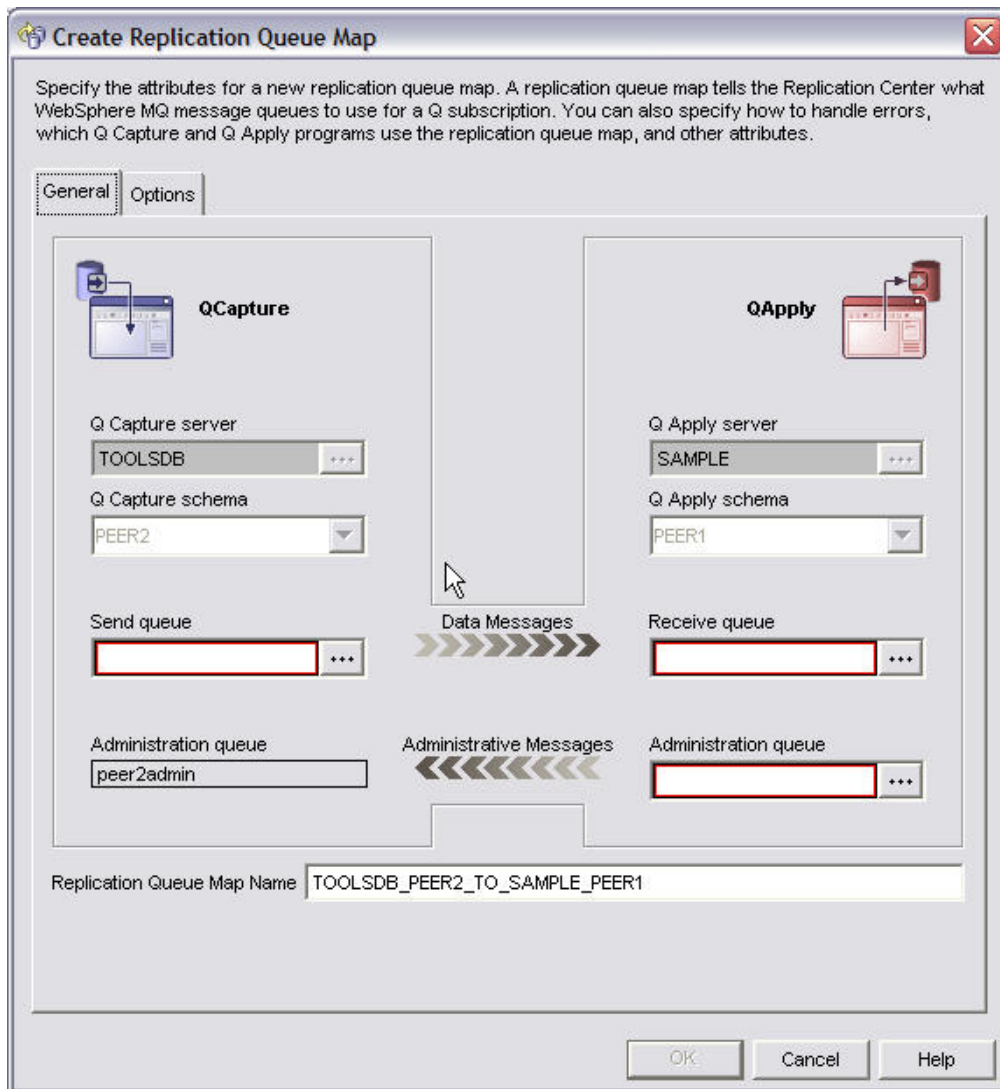 Create Replication Queue Map
Specify the attributes for a new replication queue map. A replication queue map tells the Replication Center what
WebSphere MQ message queues to use for a Q subscription. You can also specify how to handle errors,
which Q Capture and Q Apply programs use the replication queue map, and other attributes.
General
Options
QCapture
QApply
Q Capture server
Q Apply server
TOOLSDB
SAMPLE
Q Capture schema
Q Apply schema
PEER2
PEER1
Send queue
Data Messages
Receive queue
Administration queue
Administrative Messages
Administration queue
peer2admin
Replication Queue Map Name
TOOLSDB_PEER2_TO_SAMPLE_PEER1
OK
Cancel
Help